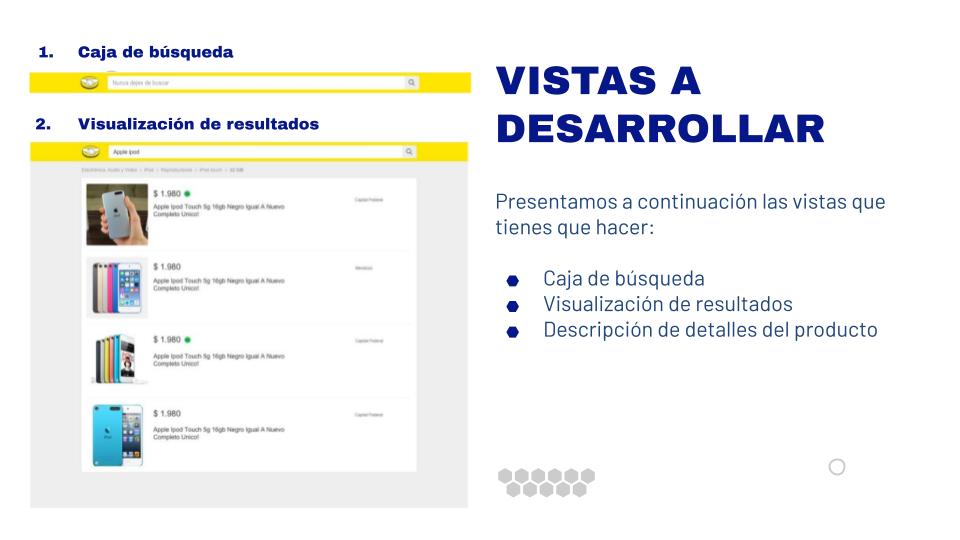 1. Caja de búsqueda
Nunca dejes de buscar
2. Visualización de resultados
Apple ipod
Electrónica, Audio y Video > iPod > Reproductores > iPod touch > 32 GB
$ 1.980
Capital Federal
Apple Ipod Touch 5g 16gb Negro Igual A Nuevo
Completo Unico!
$ 1.980
Mendoza
Apple Ipod Touch 5g 16gb Negro Igual A Nuevo
Completo Unico!
$ 1.980
Capital Federal
Apple Ipod Touch 5g 16gb Negro Igual A Nuevo
Completo Unico!
$ 1.980
Capital Federal
Apple Ipod Touch 5g 16gb Negro Igual A Nuevo
Completo Unico!
VISTAS A
DESARROLLAR
Presentamos a continuación las vistas que
tienes que hacer:
Caja de búsqueda
Visualización de resultados
Descripción de detalles del producto